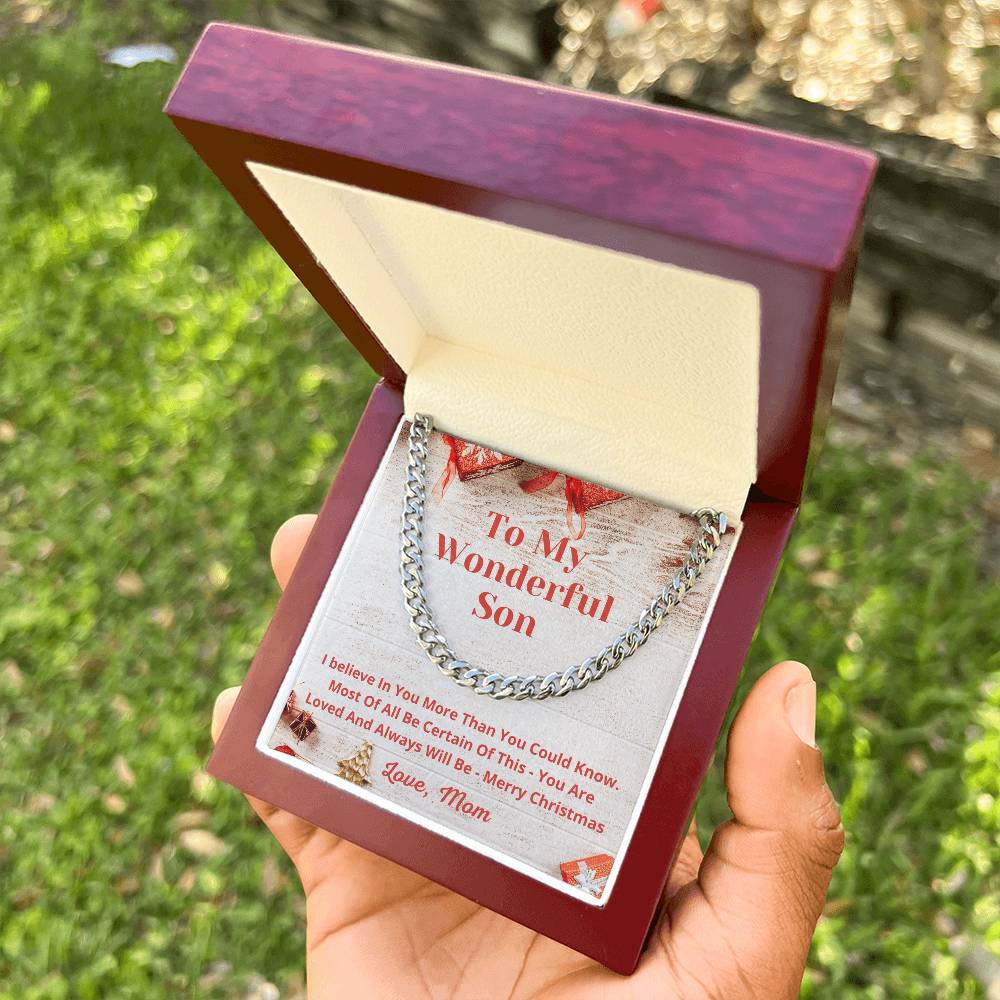 To My
Wonderful
Son
I believe In You More Than You Could Know.
Most Of All Be Certain Of This - You Are
Loved And Always Will Be - Merry Christmas
Love, Mom